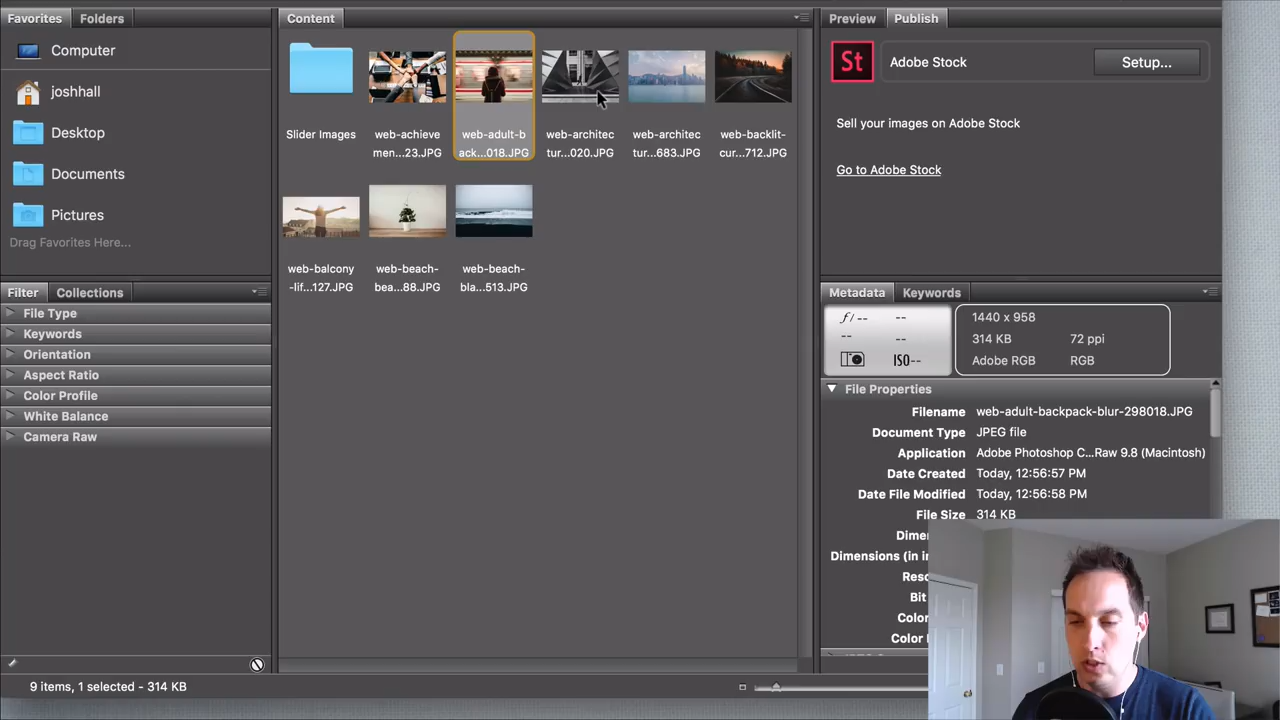 Favorites
Folders
Computer
joshhall
Desktop
Documents
Pictures
Drag Favorites Here...
Filter
Collections
File Type
Keywords
Orientation
Aspect Ratio
Color Profile
White Balance
Camera Raw
9 items, 1 selected - 314 KB
Content
Slider Images
web-achieve
men...23.JPG
web-adult-b
ack...018.JPG
web-architec
tur...020.JPG
web-architec
tur...683.JPG
web-backlit-
cur...712.JPG
web-balcony
-lif...127.JPG
web-beach-
bea...88.JPG
web-beach-
bla...513.JPG
Preview
Publish
St
Adobe Stock
Setup...
Sell your images on Adobe Stock
Go to Adobe Stock
Metadata
Keywords
f/--
--
--
--
ISO--
1440 x 958
314 KB
72 ppi
Adobe RGB
RGB
File Properties
Filename web-adult-backpack-blur-298018.JPG
Document Type JPEG file
Application Adobe Photoshop C...Raw 9.8 (Macintosh)
Date Created Today, 12:56:57 PM
Date File Modified Today, 12:56:58 PM
File Size 314 KB
Dime
Dimensions (in i
Res
Bit
Colo
Color